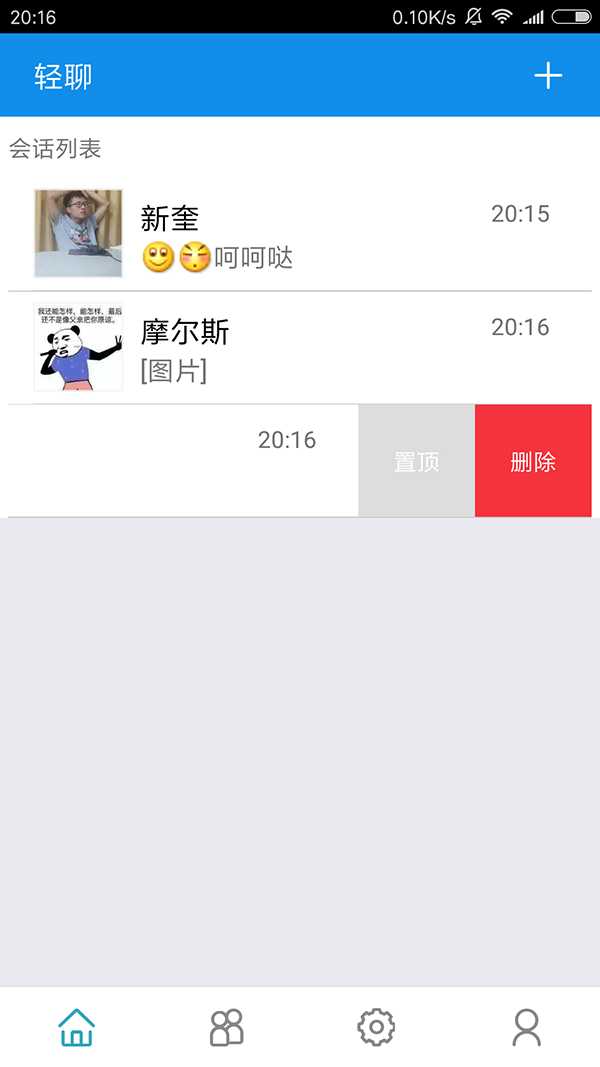 20:16
0.10K/s
轻聊
会话列表
新奎
20:15
呵呵哒
我还能怎样，能怎样，最后
还不是像父亲把你原谅。
摩尔斯
20:16
[图片]
20:16
置顶
删除